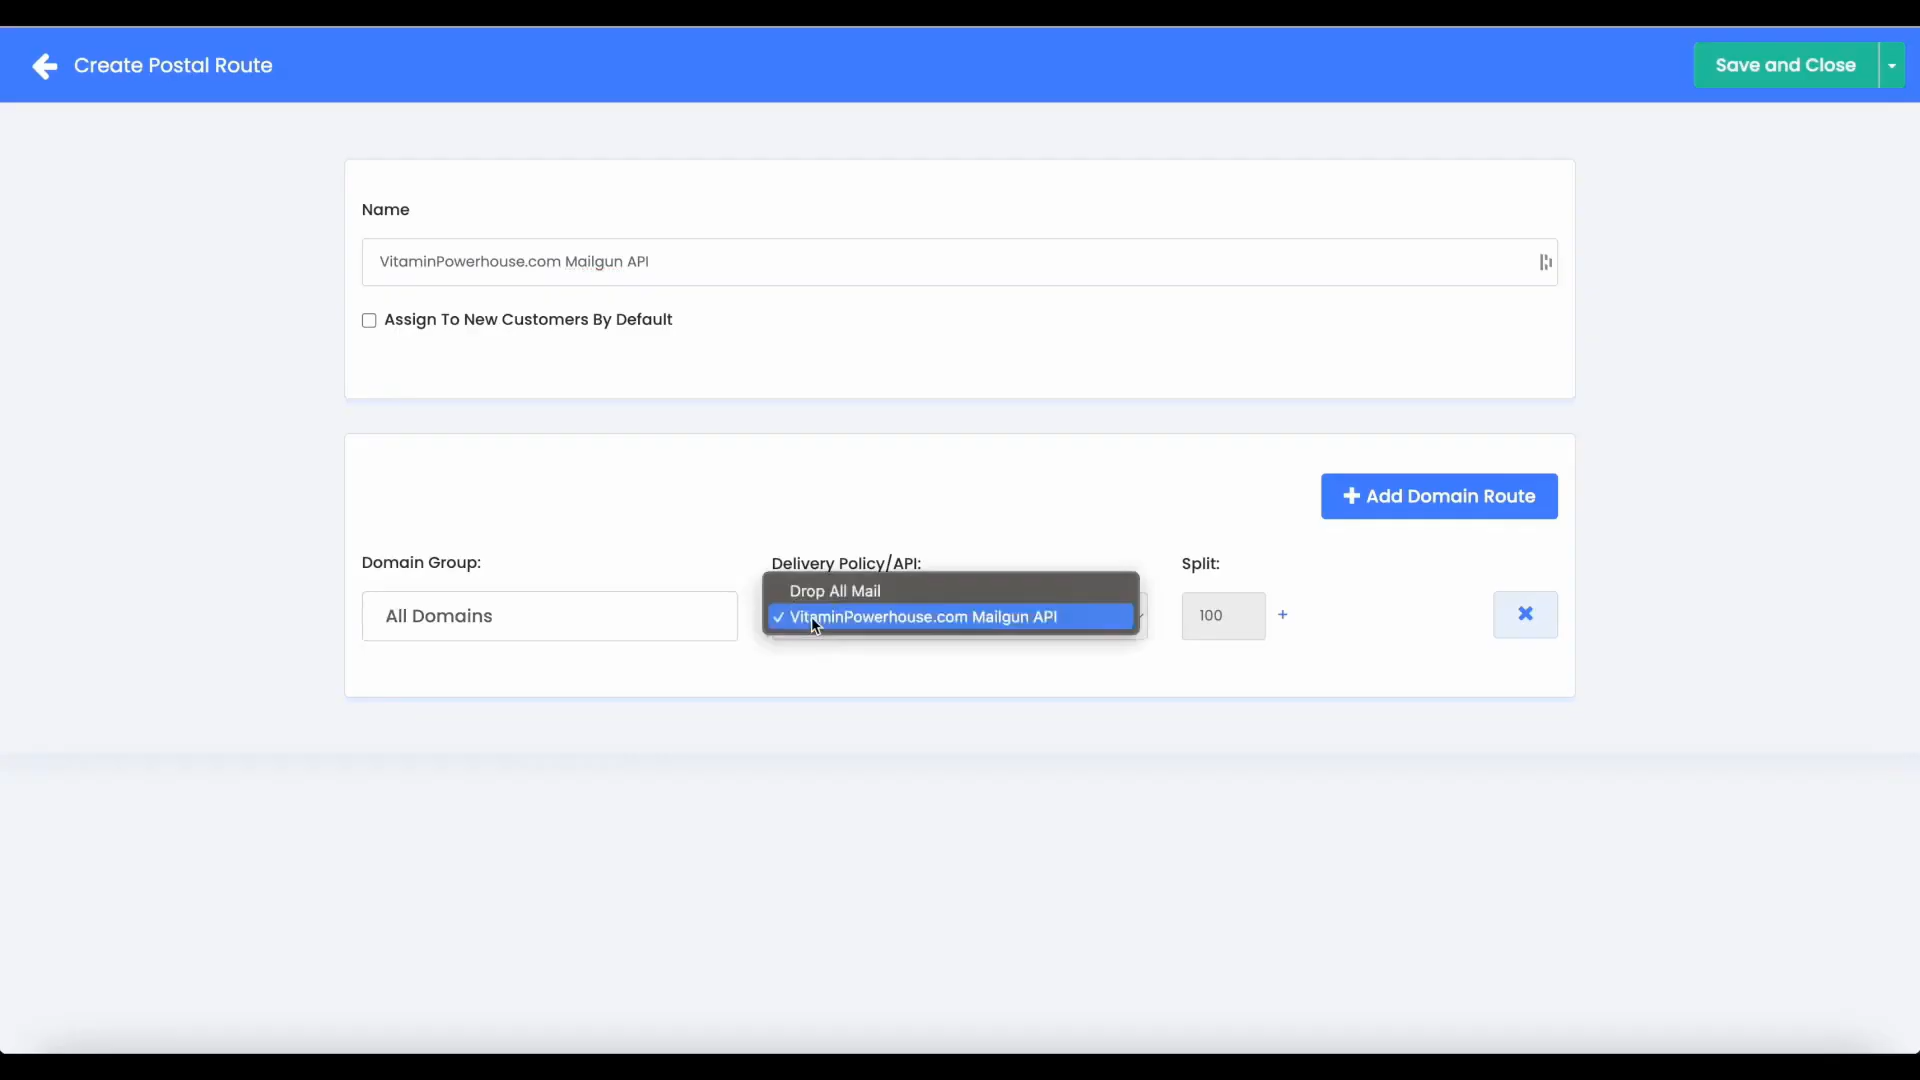 Create Postal Route
Save and Close
Name
VitaminPowerhouse.com Mailgun API
Assign To New Customers By Default
Add Domain Route
Domain Group:
Delivery Policy/API:
Split:
Drop All Mail
All Domains
VitaminPowerhouse.com Mailgun API
100